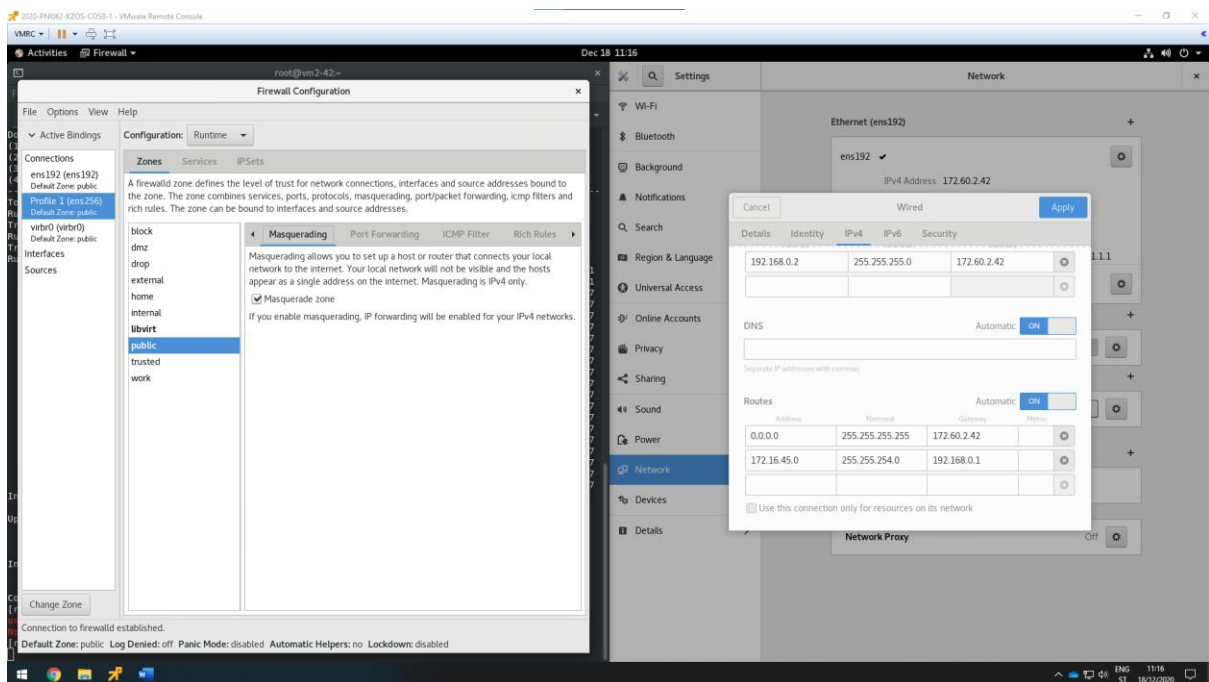 2020-PNI062-KZOS-COS8-1 - VMware Remote Console
VMRC
Activities Firewall Dec 18 11:16
root@vm2-42:~
Firewall Configuration
File Options View Help
Active Bindings
Connections
ens192 (ens192)
Default Zone: public
Profile 1 (ens256)
Default Zone: public
virbr0 (virbr0)
Default Zone: public
Interfaces
Sources
Change Zone
Configuration: Runtime
Zones Services IPSets
A firewalld zone defines the level of trust for network connections, interfaces and source addresses bound to
the zone. The zone combines services, ports, protocols, masquerading, port/packet forwarding, icmp filters and
rich rules. The zone can be bound to interfaces and source addresses.
block
dmz
drop
external
home
internal
libvirt
public
trusted
work
Masquerading Port Forwarding ICMP Filter Rich Rules
Masquerading allows you to set up a host or router that connects your local
network to the internet. Your local network will not be visible and the hosts
appear as a single address on the internet. Masquerading is IPv4 only.
Masquerade zone
If you enable masquerading, IP forwarding will be enabled for your IPv4 networks.
Connection to firewalld established.
Default Zone: public Log Denied: off Panic Mode: disabled Automatic Helpers: no Lockdown: disabled
Settings
Wi-Fi
Bluetooth
Background
Notifications
Search
Region & Language
Universal Access
Online Accounts
Privacy
Sharing
Sound
Power
Network
Devices
Details
Network
Ethernet (ens192)
ens192
IPv4 Address 172.60.2.42
1.1.1
Cancel Wired Apply
Details Identity IPv4 IPv6 Security
192.168.0.2 255.255.255.0 172.60.2.42
DNS Automatic ON
Separate IP addresses with commas
Routes Automatic ON
Address Netmask Gateway Metric
0.0.0.0 255.255.255.255 172.60.2.42
172.16.45.0 255.255.254.0 192.168.0.1
Use this connection only for resources on its network
Network Proxy Off
ENG 11:16
ST 18/12/2020